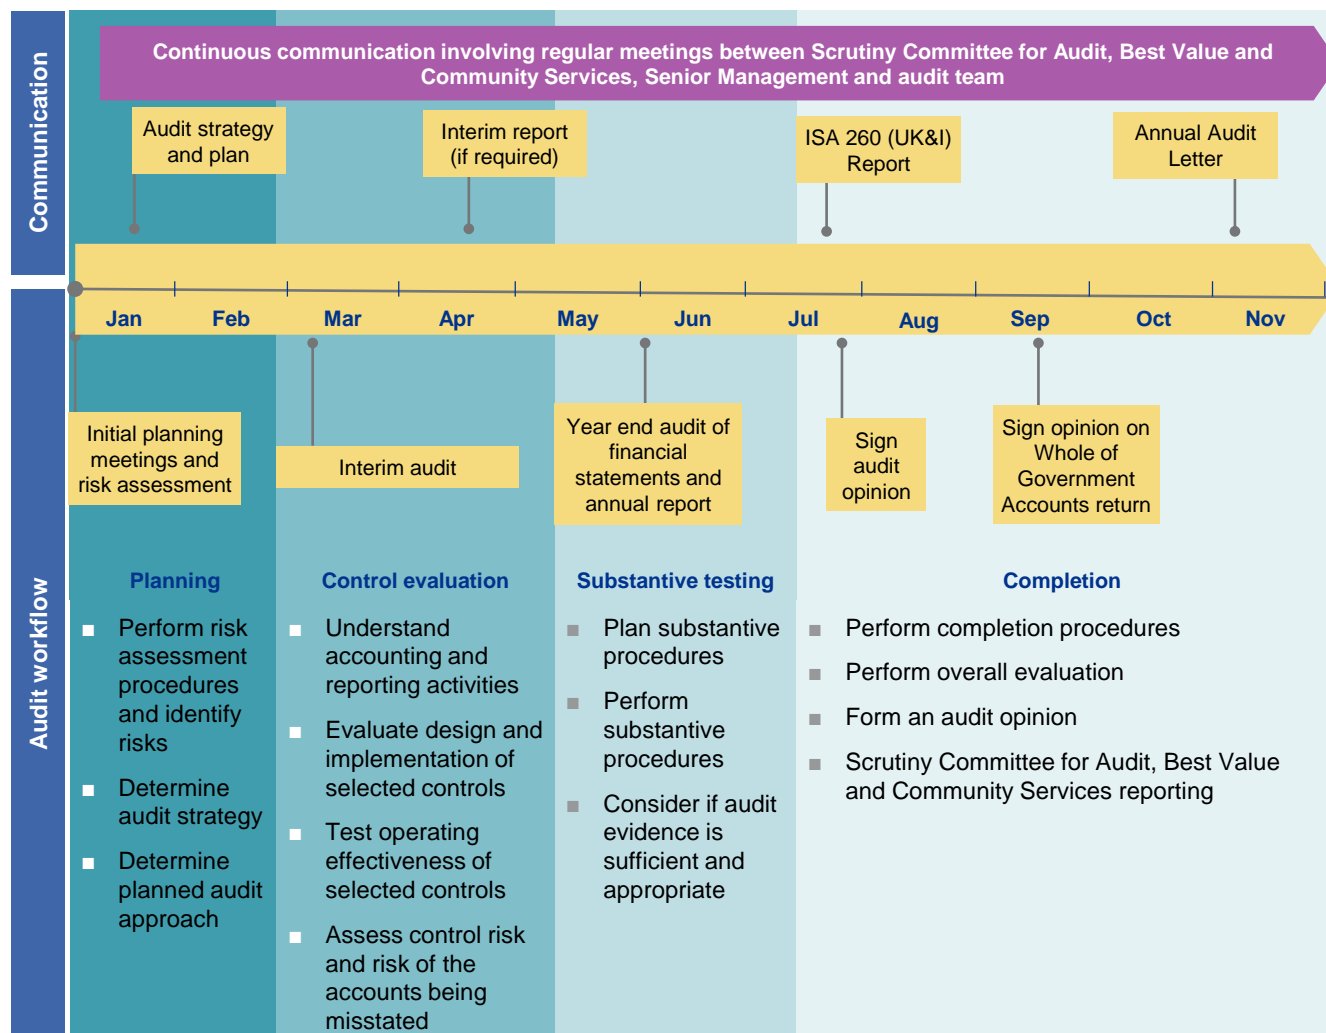 Communication
Continuous communication involving regular meetings between Scrutiny Committee for Audit, Best Value and
Community Services, Senior Management and audit team
Audit strategy
and plan
Interim report
(if required)
ISA 260 (UK&I)
Report
Annual Audit
Letter
Jan
Feb
Mar
Apr
May
Jun
Jul
Aug
Sep
Oct
Nov
Audit workflow
Initial planning
meetings and
risk assessment
Interim audit
Year end audit of
financial
statements and
annual report
Sign
audit
opinion
Sign opinion on
Whole of
Government
Accounts return
Planning
Perform risk
assessment
procedures
and identify
risks
Determine
audit strategy
Determine
planned audit
approach
Control evaluation
Understand
accounting and
reporting activities
Evaluate design and
implementation of
selected controls
Test operating
effectiveness of
selected controls
Assess control risk
and risk of the
accounts being
misstated
Substantive testing
Plan substantive
procedures
Perform
substantive
procedures
Consider if audit
evidence is
sufficient and
appropriate
Completion
Perform completion procedures
Perform overall evaluation
Form an audit opinion
Scrutiny Committee for Audit, Best Value
and Community Services reporting